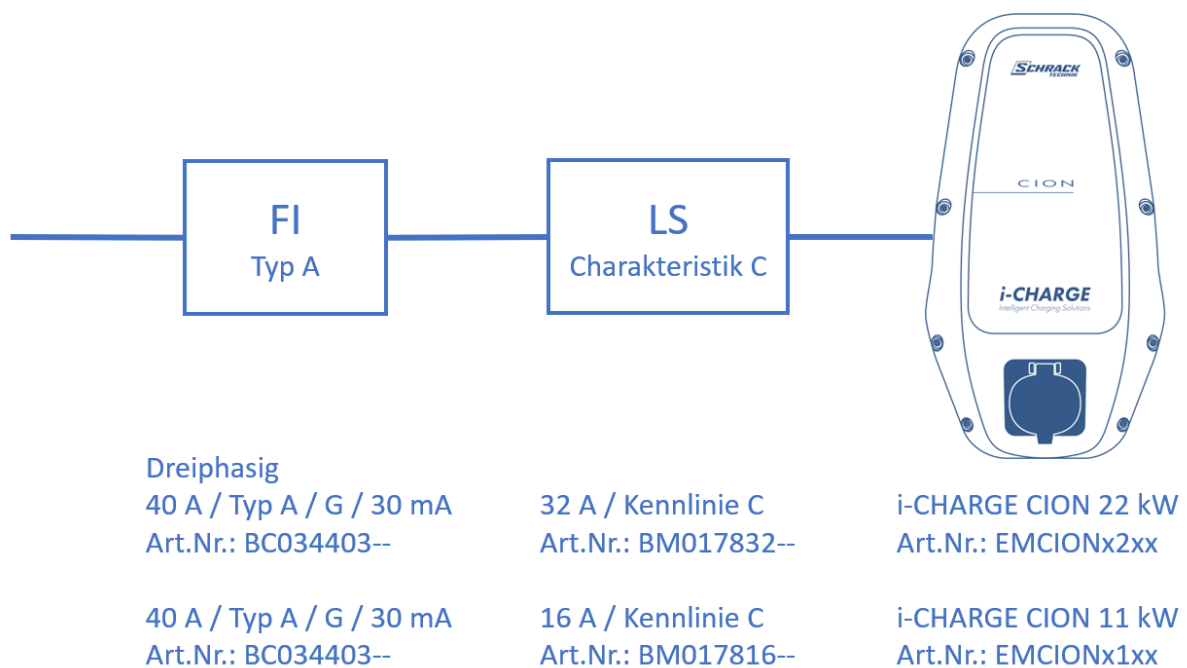 SCHRACK
TECHNIK
CION
i-CHARGE
Intelligent Charging Solutions
FI
Typ A
LS
Charakteristik C
Dreiphasig
40 A / Typ A / G / 30 mA
Art.Nr.: BC034403--
32 A / Kennlinie C
Art.Nr.: BM017832--
i-CHARGE CION 22 kW
Art.Nr.: EMCIONx2xx
40 A / Typ A / G / 30 mA
Art.Nr.: BC034403--
16 A / Kennlinie C
Art.Nr.: BM017816--
i-CHARGE CION 11 kW
Art.Nr.: EMCIONx1xx